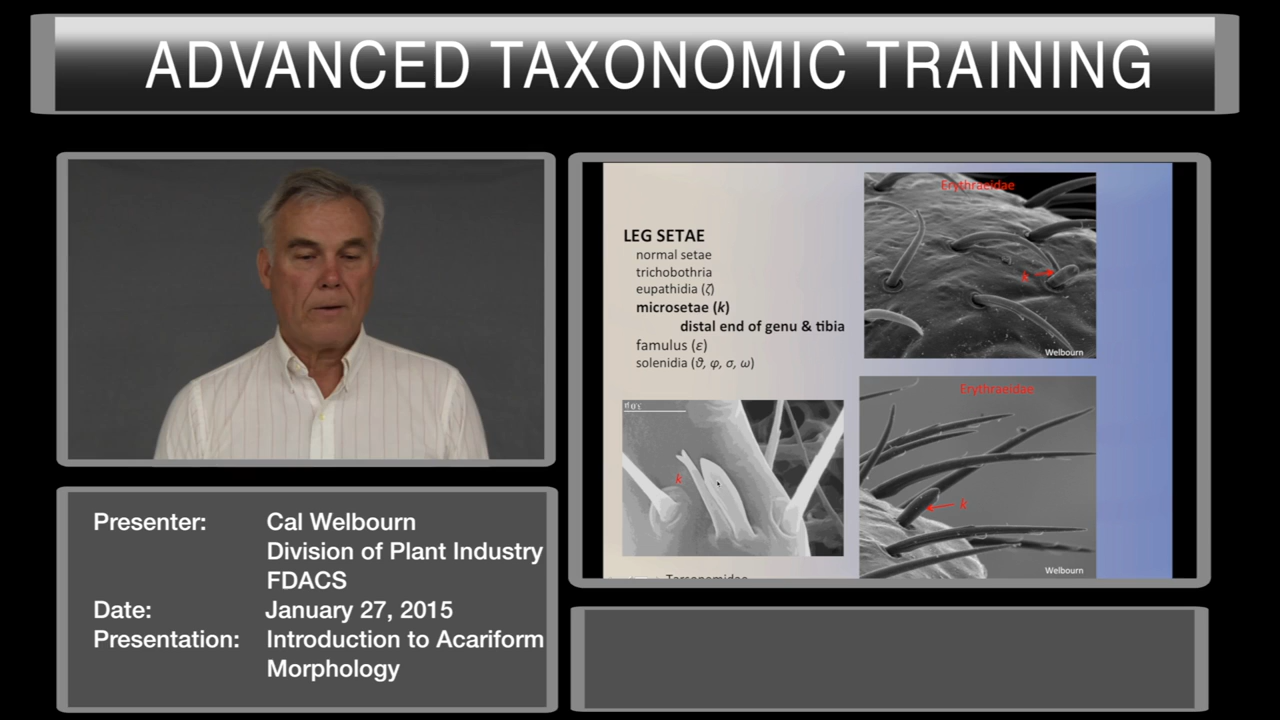 ADVANCED TAXONOMIC TRAINING
LEG SETAE
normal setae
trichobothria
eupathidia (ζ)
microsetae (k)
distal end of genu & tibia
famulus (ε)
solenidia (ϑ, φ, σ, ω)
Erythraeidae
k
Welbourn
k
Erythraeidae
k
Welbourn
Tarsonemidae
Presenter: Cal Welbourn
Division of Plant Industry
FDACS
Date: January 27, 2015
Presentation: Introduction to Acariform
Morphology